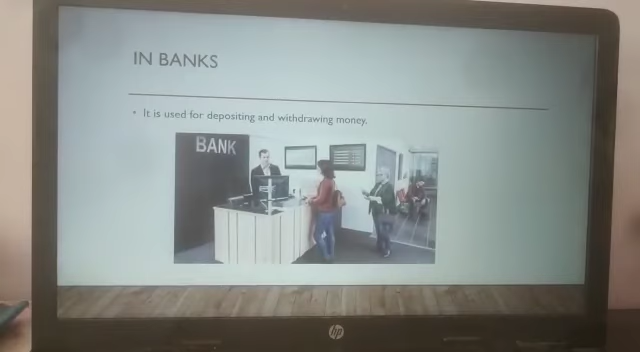 IN BANKS
• It is used for depositing and withdrawing money.
BANK
hp